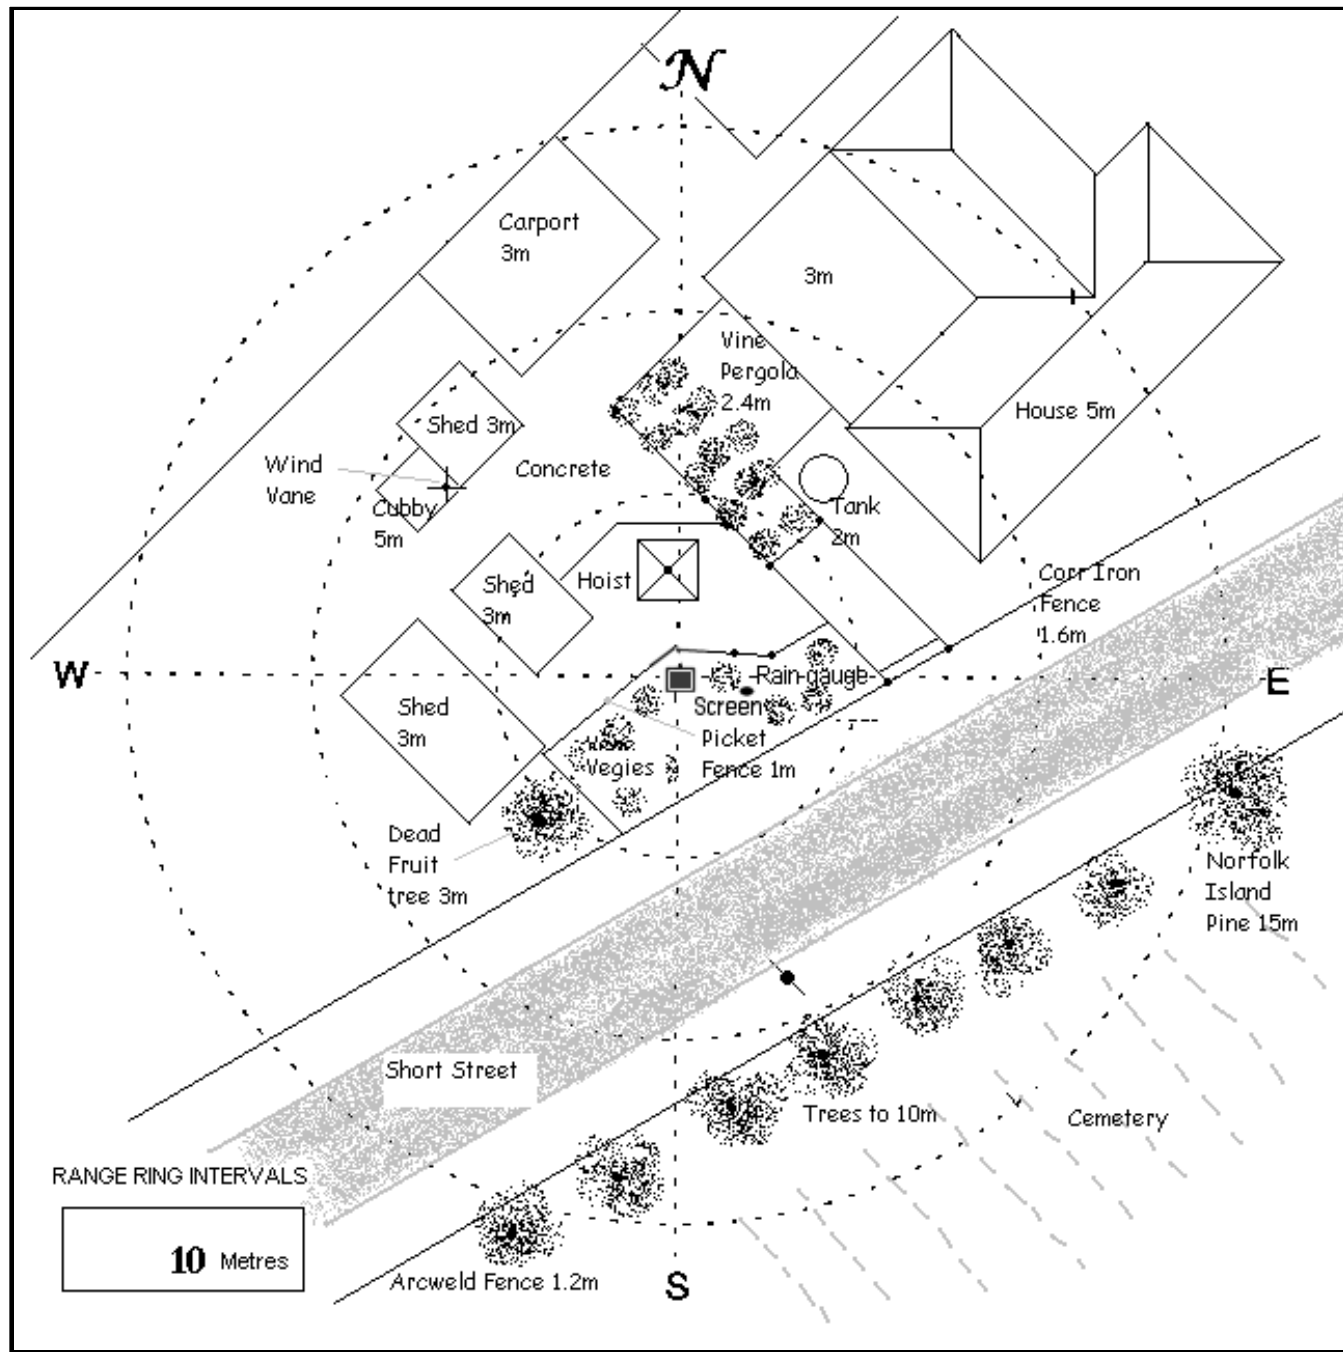 N
Carport
3m
3m
Vine
Pergola
2.4m
House 5m
Shed 3m
Wind
Vane
Concrete
Cubby
5m
Tank
2m
Hoist
Shed
3m
Corr Iron
Fence
1.6m
W
E
Rain gauge
Screen
Shed
3m
Picket
Fence 1m
Vegies
Dead
Fruit
tree 3m
Norfolk
Island
Pine 15m
Short Street
Trees to 10m
Cemetery
RANGE RING INTERVALS
10 Metres
Arcweld Fence 1.2m
S